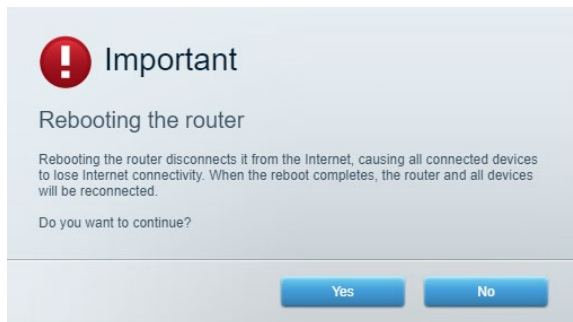 Important
Rebooting the router
Rebooting the router disconnects it from the Internet, causing all connected devices
to lose Internet connectivity. When the reboot completes, the router and all devices
will be reconnected.
Do you want to continue?
Yes
No